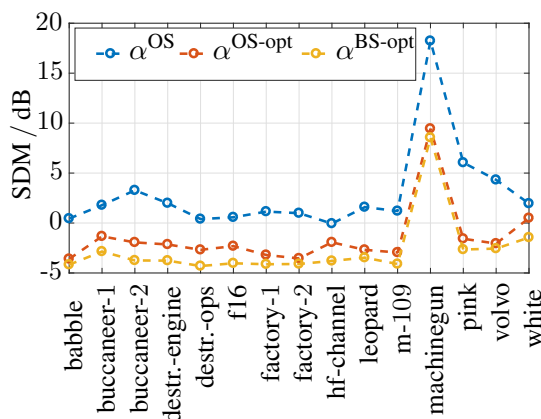 20
15
10
5
0
-5
SDM / dB
α^OS α^OS-opt α^BS-opt
babble
buccaneer-1
buccaneer-2
destr.-engine
destr.-ops
f16
factory-1
factory-2
hf-channel
leopard
m-109
machinegun
pink
volvo
white